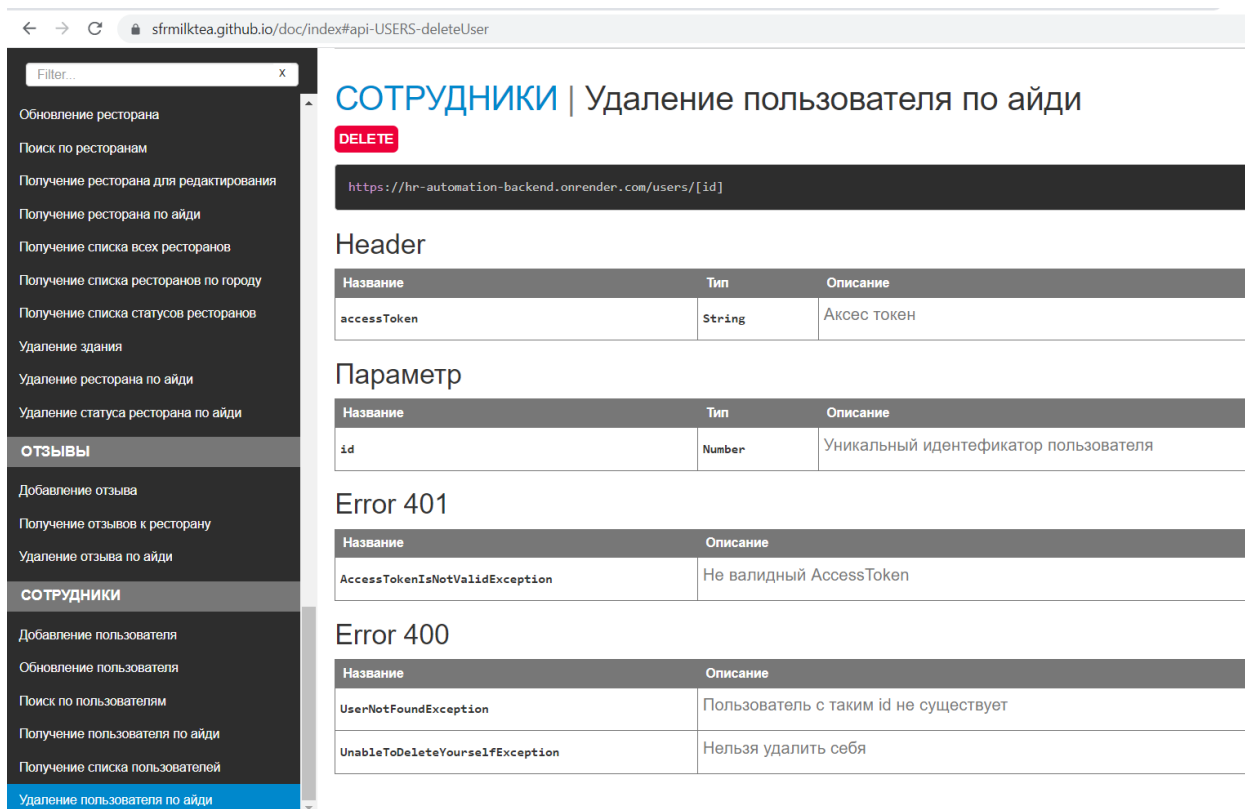 sfrmilktea.github.io/doc/index#api-USERS-deleteUser
Filter...
x
Обновление ресторана
Поиск по ресторанам
Получение ресторана для редактирования
Получение ресторана по айди
Получение списка всех ресторанов
Получение списка ресторанов по городу
Получение списка статусов ресторанов
Удаление здания
Удаление ресторана по айди
Удаление статуса ресторана по айди
ОТЗЫВЫ
Добавление отзыва
Получение отзывов к ресторану
Удаление отзыва по айди
СОТРУДНИКИ
Добавление пользователя
Обновление пользователя
Поиск по пользователям
Получение пользователя по айди
Получение списка пользователей
Удаление пользователя по айди
СОТРУДНИКИ | Удаление пользователя по айди
DELETE
https://hr-automation-backend.onrender.com/users/[id]
Header
Название Тип Описание
accessToken String Аксес токен
Параметр
Название Тип Описание
id Number Уникальный идентефикатор пользователя
Error 401
Название Описание
AccessTokenIsNotValidException Не валидный AccessToken
Error 400
Название Описание
UserNotFoundException Пользователь с таким id не существует
UnableToDeleteYourselfException Нельзя удалить себя